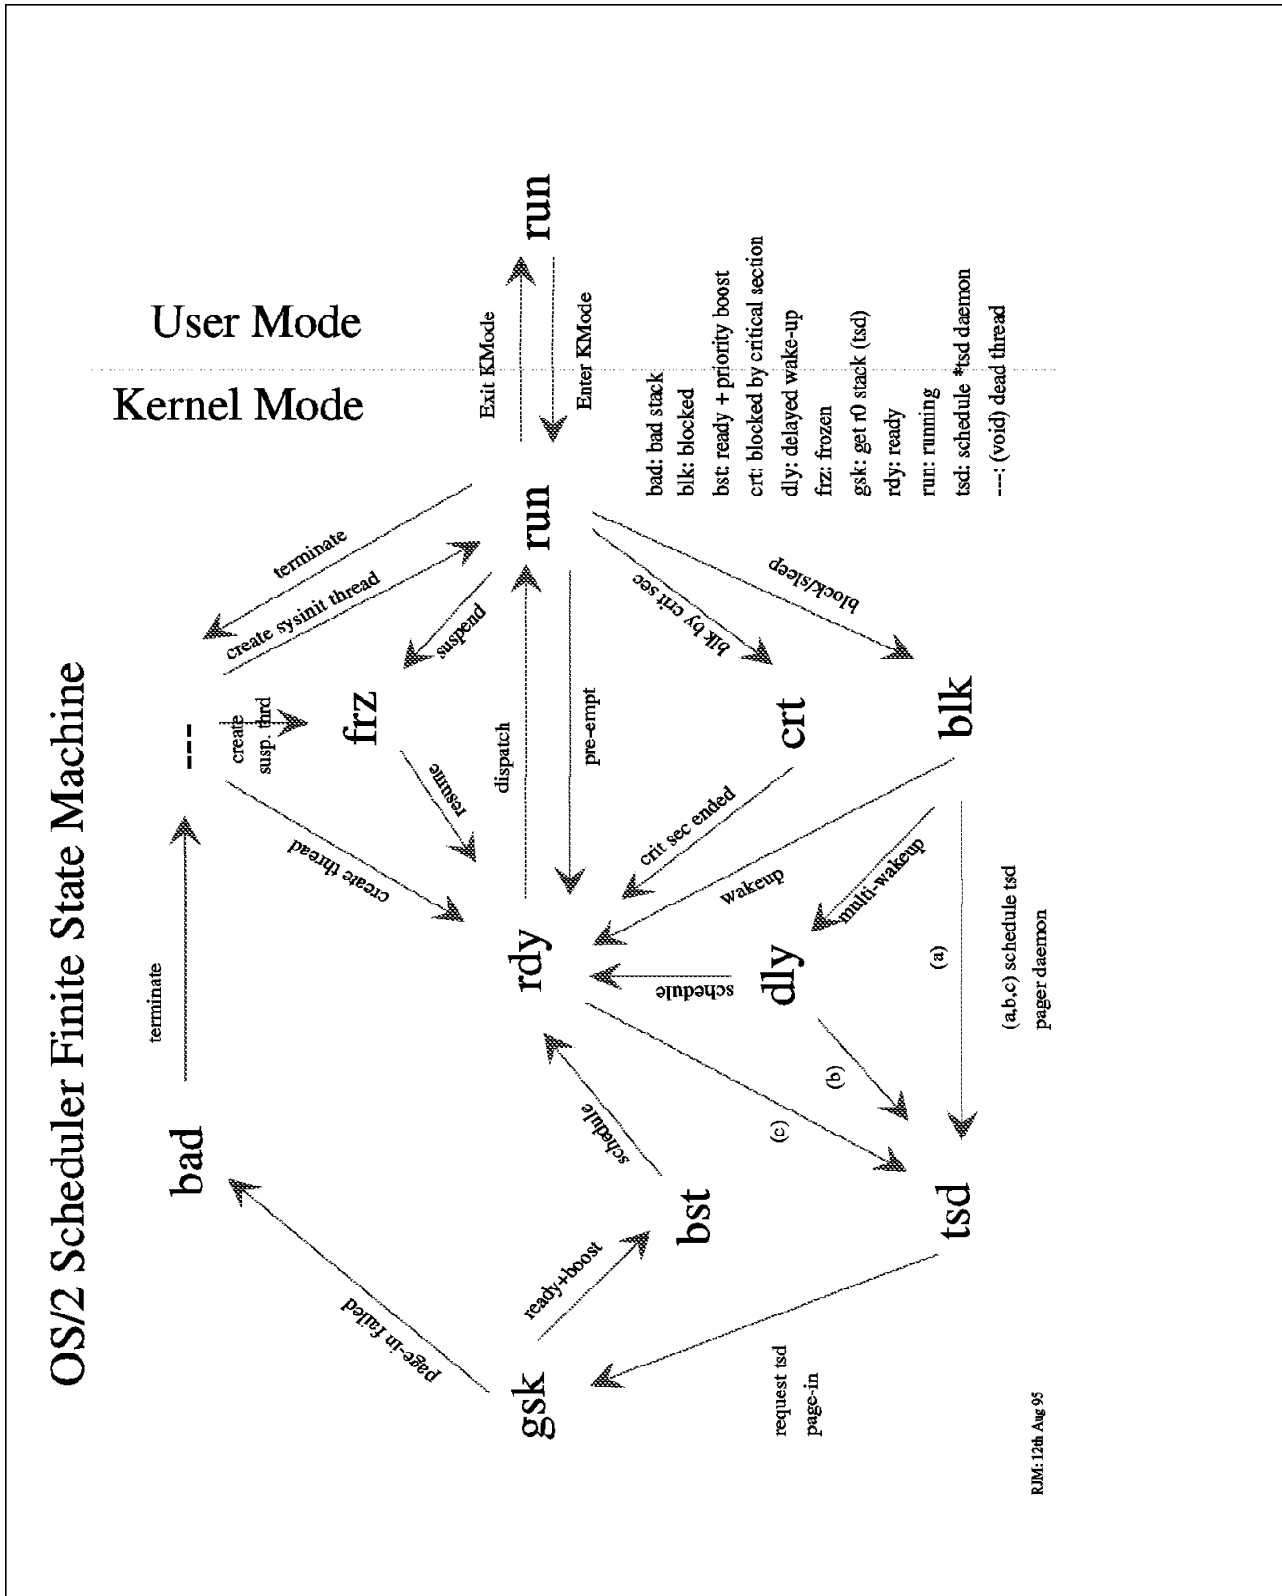 OS/2 Scheduler Finite State Machine
Kernel Mode
User Mode
bad
terminate
---
terminate
create sysinit thread
create
susp. thrd
create thread
frz
suspend
resume
page-in failed
gsk
ready+boost
bst
schedule
rdy
dispatch
pre-empt
run
Exit KMode
Enter KMode
run
schedule
dly
wakeup
crit sec ended
crt
blk by crit sec
block/sleep
multi-wakeup
blk
(a)
(b)
(c)
tsd
request tsd
page-in
(a,b,c) schedule tsd
pager daemon
bad: bad stack
blk: blocked
bst: ready + priority boost
crt: blocked by critical section
dly: delayed wake-up
frz: frozen
gsk: get r0 stack (tsd)
rdy: ready
run: running
tsd: schedule *tsd daemon
---: (void) dead thread
RJM: 12th Aug 95